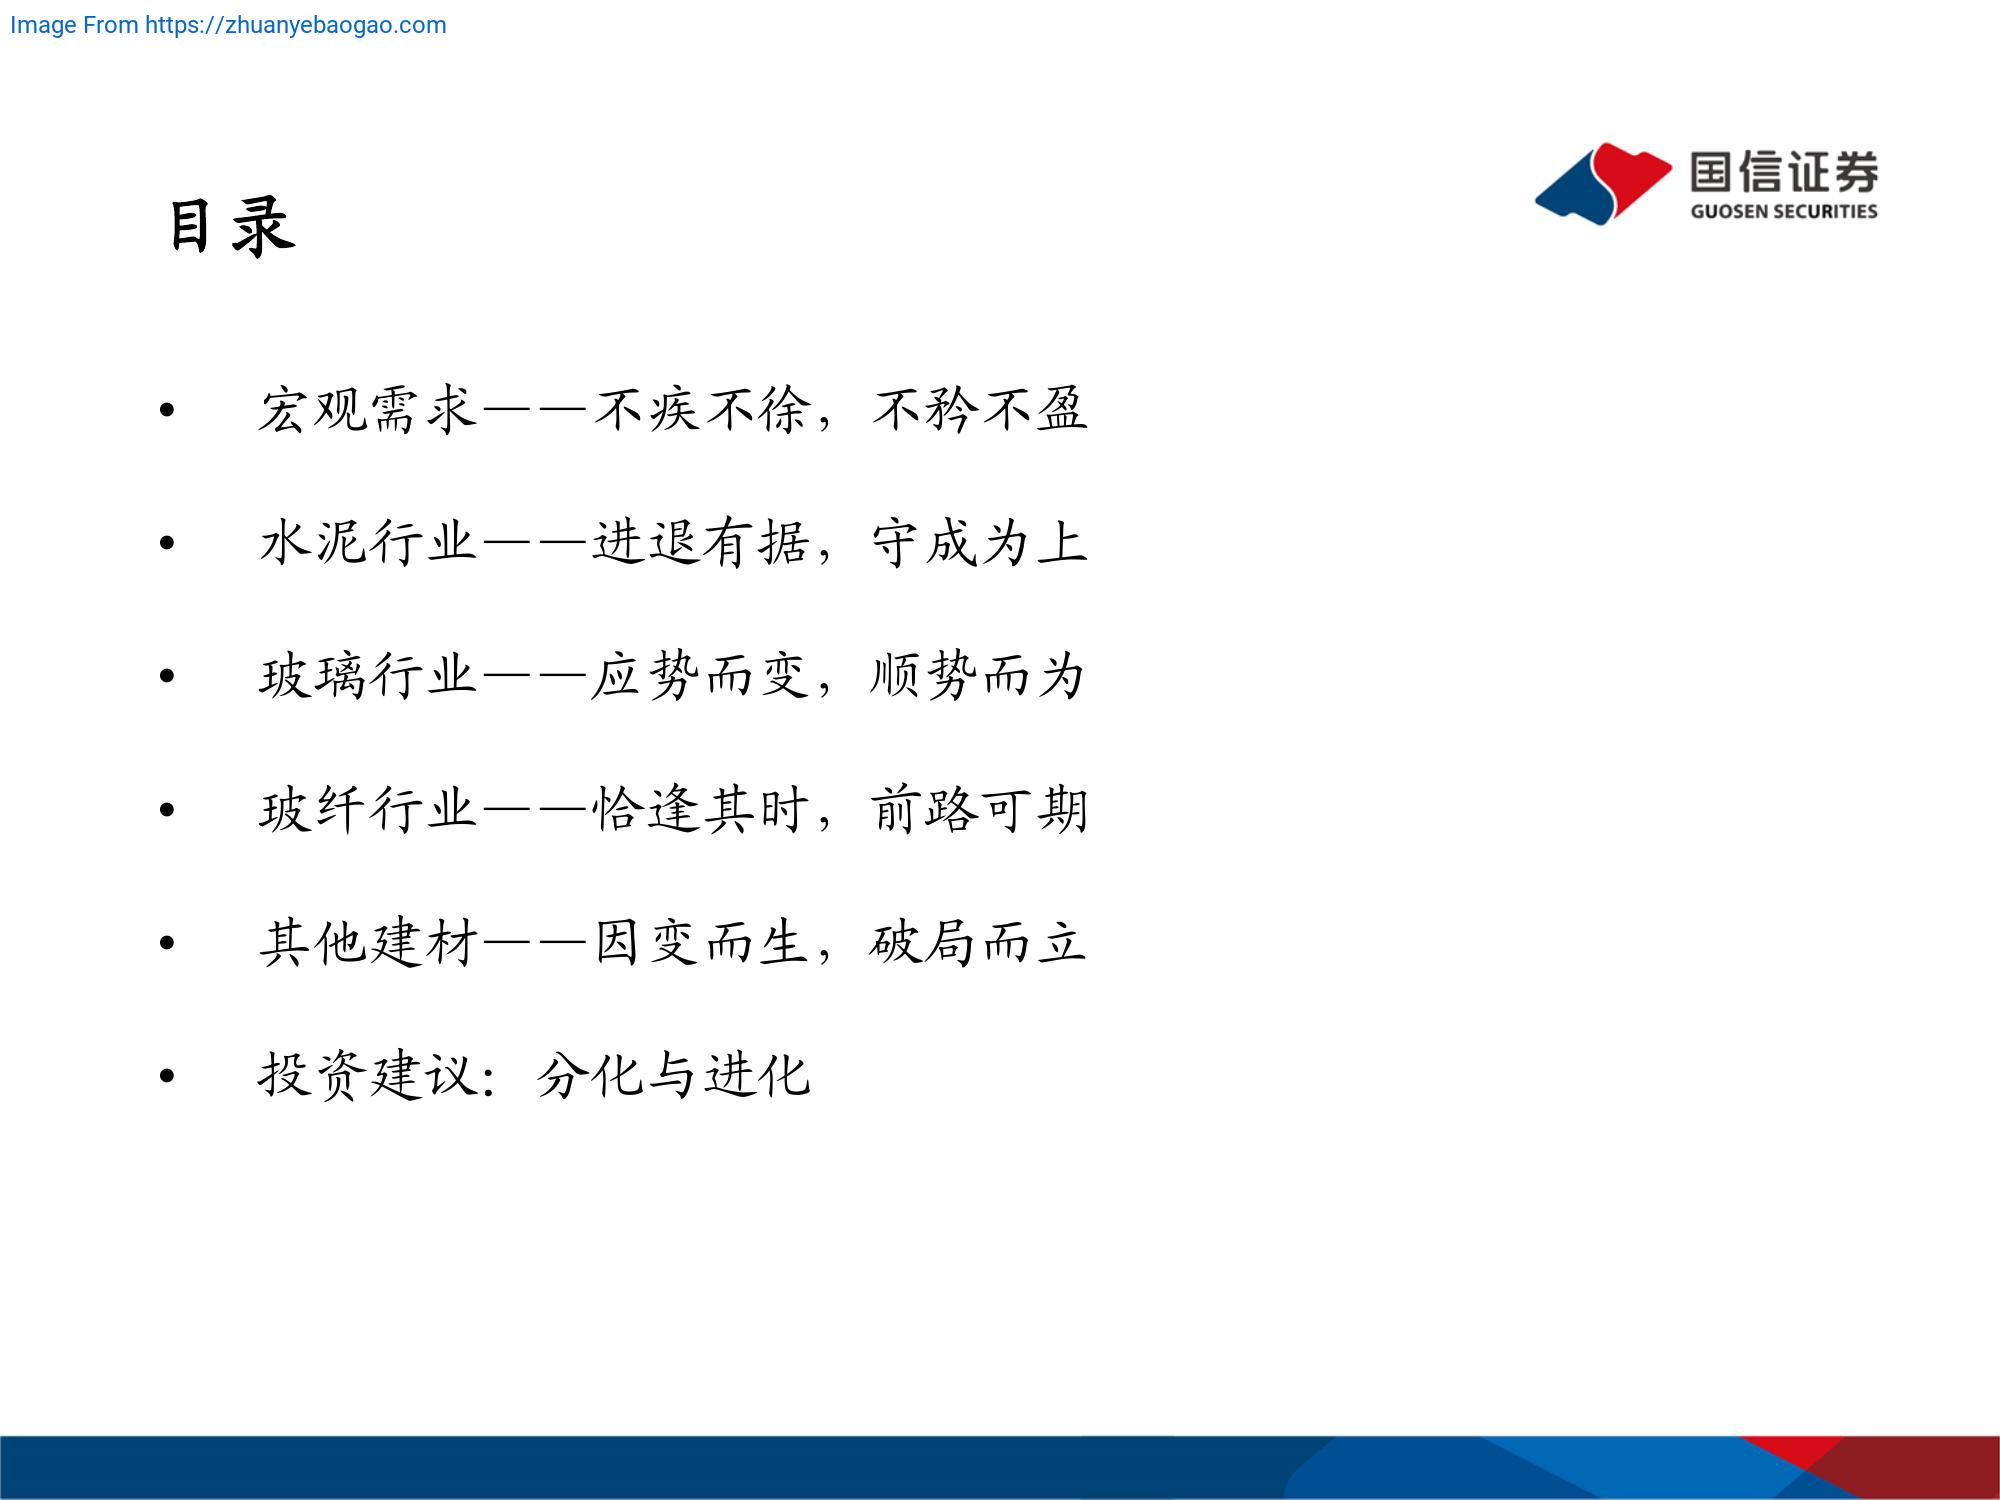 Image From https://zhuanyebaogao.com
国信证券
GUOSEN SECURITIES
目录
• 宏观需求——不疾不徐，不矜不盈
• 水泥行业——进退有据，守成为上
• 玻璃行业——应势而变，顺势而为
• 玻纤行业——恰逢其时，前路可期
• 其他建材——因变而生，破局而立
• 投资建议：分化与进化